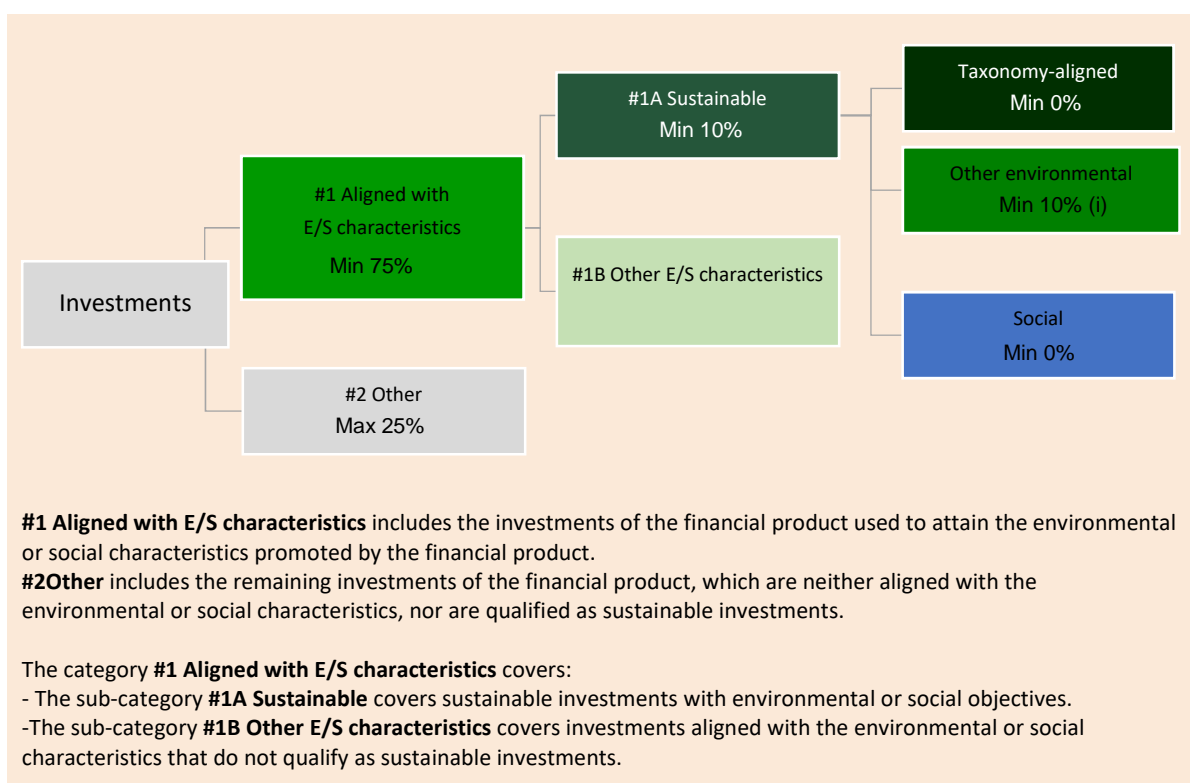 Investments
#1 Aligned with
E/S characteristics
Min 75%
#2 Other
Max 25%
#1A Sustainable
Min 10%
#1B Other E/S characteristics
Taxonomy-aligned
Min 0%
Other environmental
Min 10% (i)
Social
Min 0%
#1 Aligned with E/S characteristics includes the investments of the financial product used to attain the environmental
or social characteristics promoted by the financial product.
#2Other includes the remaining investments of the financial product, which are neither aligned with the
environmental or social characteristics, nor are qualified as sustainable investments.
The category #1 Aligned with E/S characteristics covers:
- The sub-category #1A Sustainable covers sustainable investments with environmental or social objectives.
-The sub-category #1B Other E/S characteristics covers investments aligned with the environmental or social
characteristics that do not qualify as sustainable investments.